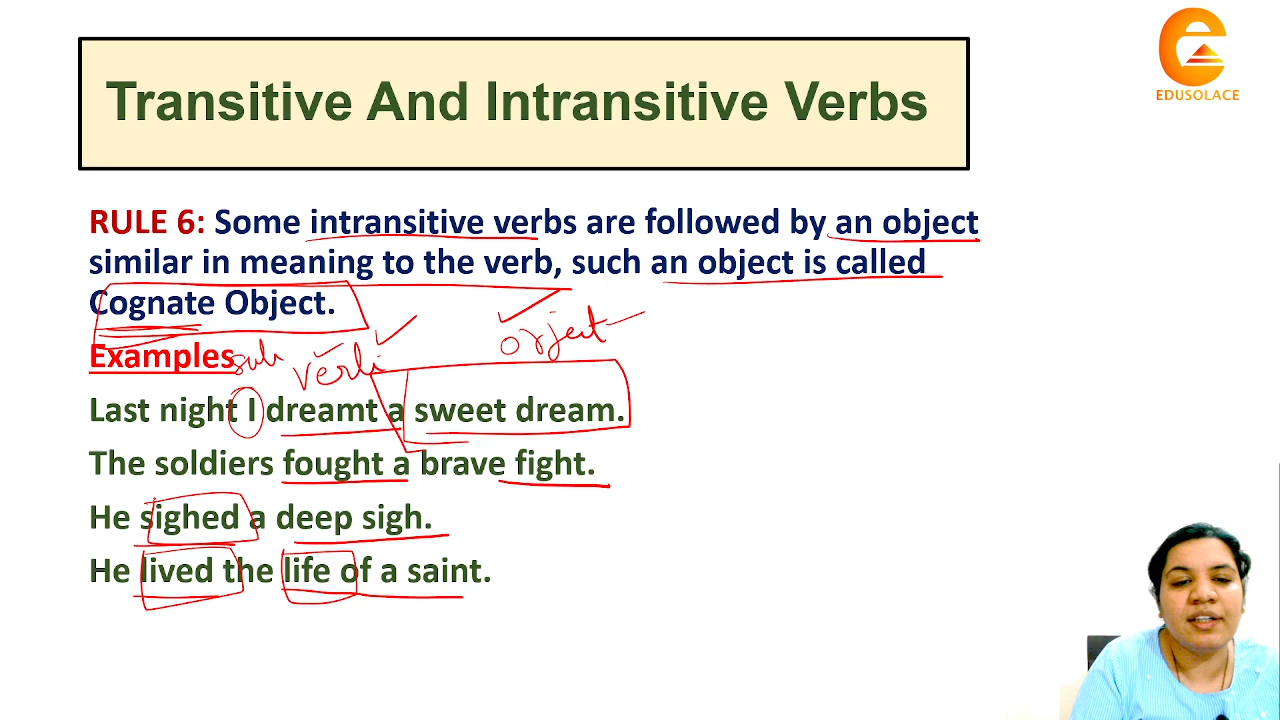 Transitive And Intransitive Verbs
EDUSOLACE
RULE 6: Some intransitive verbs are followed by an object
similar in meaning to the verb, such an object is called
Cognate Object.
object
Examples sub verb
Last night I dreamt a sweet dream.
The soldiers fought a brave fight.
He sighed a deep sigh.
He lived the life of a saint.